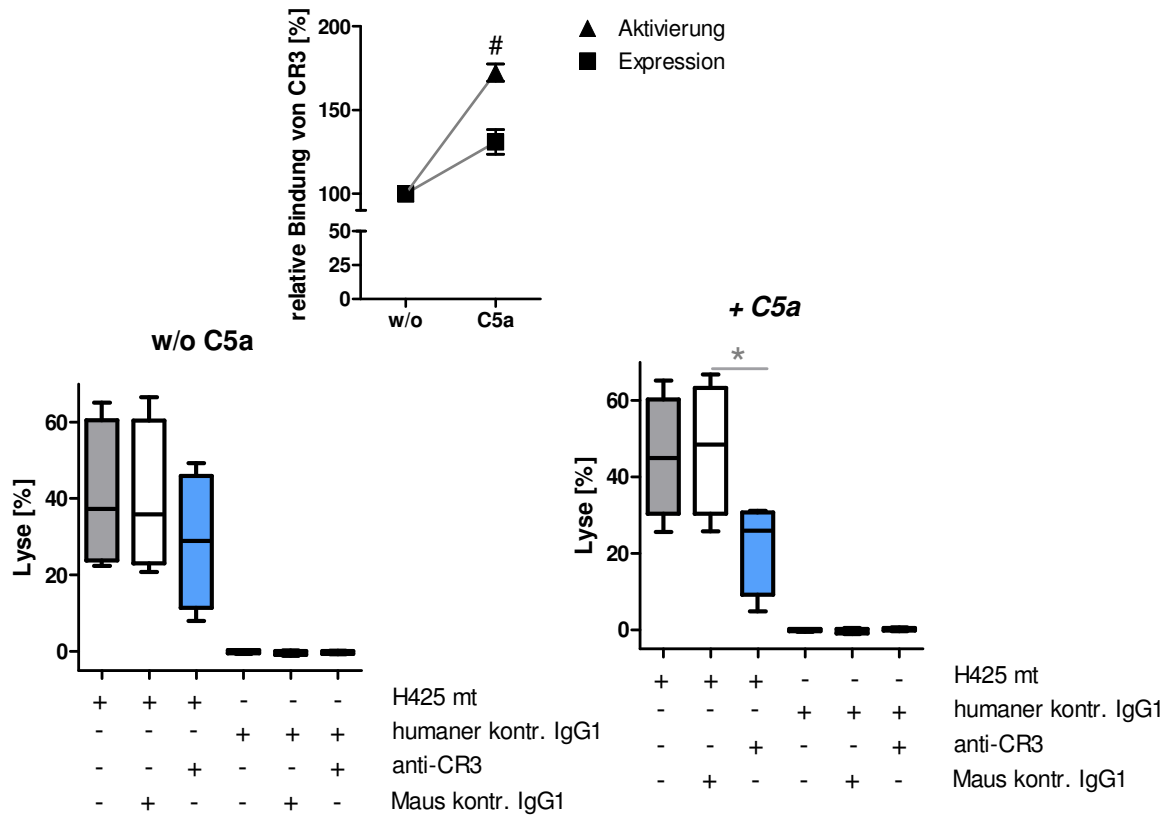 relative Bindung von CR3 [%]
200
150
100
50
25
0
#
w/o
C5a
Aktivierung
Expression
w/o C5a
Lyse [%]
60
40
20
0
+ + + - - - H425 mt
- - - + + + humaner kontr. IgG1
- - + - - + anti-CR3
- + - - + - Maus kontr. IgG1
+ C5a
*
Lyse [%]
60
40
20
0
+ + + - - - H425 mt
- - - + + + humaner kontr. IgG1
- - + - - + anti-CR3
- + - - + - Maus kontr. IgG1